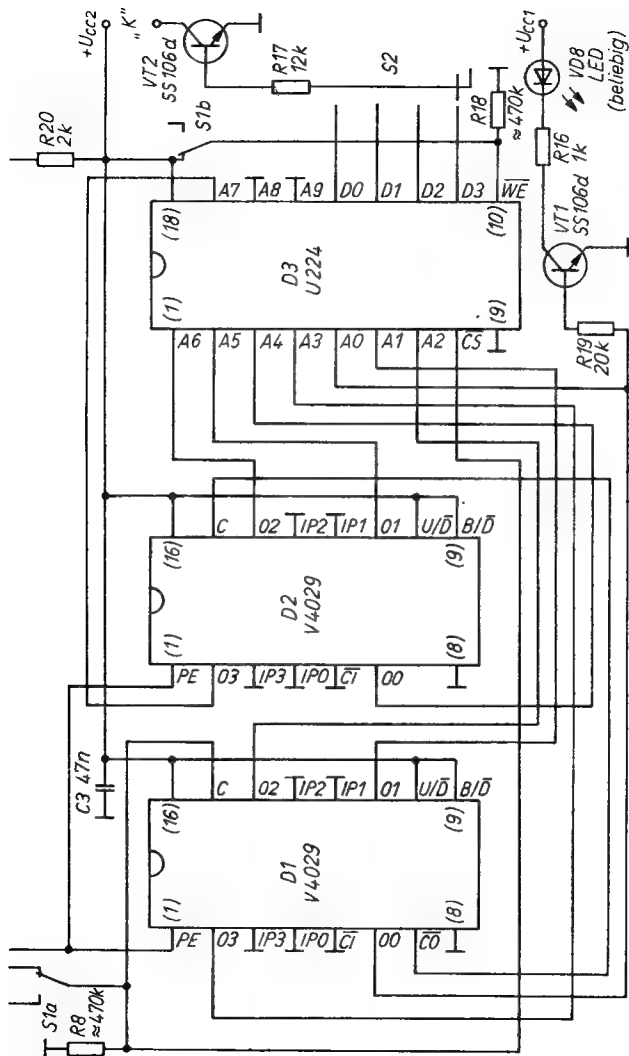 +UCC2
"K"
VT2
SS106d
R17
12k
S2
R20
2k
S1b
R18
≈470k
+UCC1
VD8
LED
(beliebig)
R16
1k
VT1
SS106d
R19
20k
(18)
A7
A8
A9
D0
D1
D2
D3
WE
(10)
(1)
D3
U224
(9)
A6
A5
A4
A3
A0
A1
A2
CS
(16)
C
O2
IP2
IP1
O1
U/D
B/D
(9)
(1)
D2
V4029
(8)
PE
O3
IP3
IP0
CI
O0
C3 47n
(16)
C
O2
IP2
IP1
O1
U/D
B/D
(9)
(1)
D1
V4029
(8)
PE
O3
IP3
IP0
CI
O0
CO
S1a
R8
≈470k